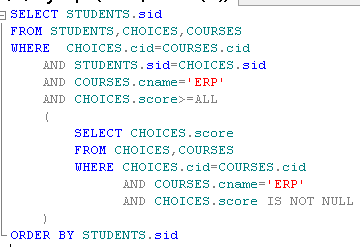 SELECT STUDENTS.sid
FROM STUDENTS,CHOICES,COURSES
WHERE CHOICES.cid=COURSES.cid
AND STUDENTS.sid=CHOICES.sid
AND COURSES.cname='ERP'
AND CHOICES.score>=ALL
(
SELECT CHOICES.score
FROM CHOICES,COURSES
WHERE CHOICES.cid=COURSES.cid
AND COURSES.cname='ERP'
AND CHOICES.score IS NOT NULL
)
ORDER BY STUDENTS.sid